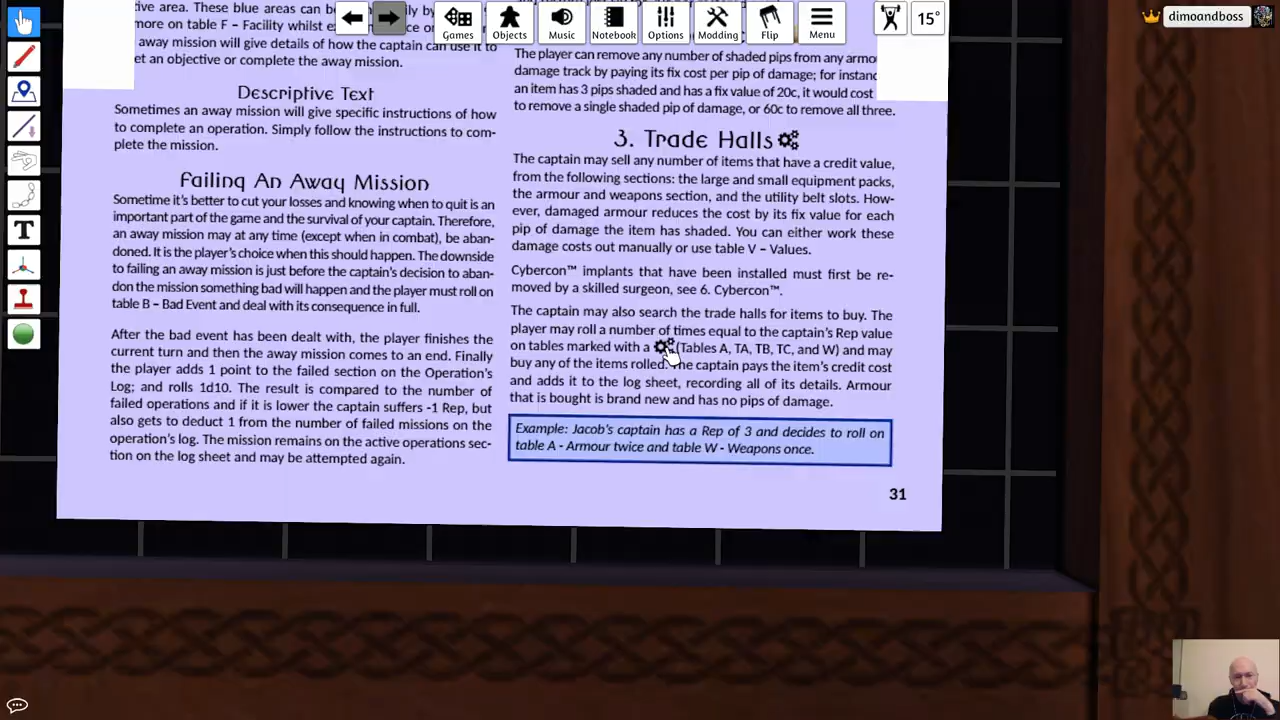 Games
Objects
Music
Notebook
Options
Modding
Flip
Menu
15°
dimoandboss
tive area. These blue areas can be
more on table F – Facility whilst
away mission will give details of how the captain can use it to
et an objective or complete the away mission.
Descriptive Text
Sometimes an away mission will give specific instructions of how
to complete an operation. Simply follow the instructions to com-
plete the mission.
Failing An Away Mission
Sometime it's better to cut your losses and knowing when to quit is an
important part of the game and the survival of your captain. Therefore,
an away mission may at any time (except when in combat), be aban-
doned. It is the player's choice when this should happen. The downside
to failing an away mission is just before the captain's decision to aban-
don the mission something bad will happen and the player must roll on
table B – Bad Event and deal with its consequence in full.
After the bad event has been dealt with, the player finishes the
current turn and then the away mission comes to an end. Finally
the player adds 1 point to the failed section on the Operation's
Log; and rolls 1d10. The result is compared to the number of
failed operations and if it is lower the captain suffers -1 Rep, but
also gets to deduct 1 from the number of failed missions on the
operation's log. The mission remains on the active operations sec-
tion on the log sheet and may be attempted again.
The player can remove any number of shaded pips from any armo
damage track by paying its fix cost per pip of damage; for instanc
an item has 3 pips shaded and has a fix value of 20c, it would cost
to remove a single shaded pip of damage, or 60c to remove all three.
3. Trade Halls
The captain may sell any number of items that have a credit value,
from the following sections: the large and small equipment packs,
the armour and weapons section, and the utility belt slots. How-
ever, damaged armour reduces the cost by its fix value for each
pip of damage the item has shaded. You can either work these
damage costs out manually or use table V – Values.
Cybercon™ implants that have been installed must first be re-
moved by a skilled surgeon, see 6. Cybercon™.
The captain may also search the trade halls for items to buy. The
player may roll a number of times equal to the captain's Rep value
on tables marked with a (Tables A, TA, TB, TC, and W) and may
buy any of the items rolled. The captain pays the item's credit cost
and adds it to the log sheet, recording all of its details. Armour
that is bought is brand new and has no pips of damage.
Example: Jacob's captain has a Rep of 3 and decides to roll on
table A - Armour twice and table W - Weapons once.
31